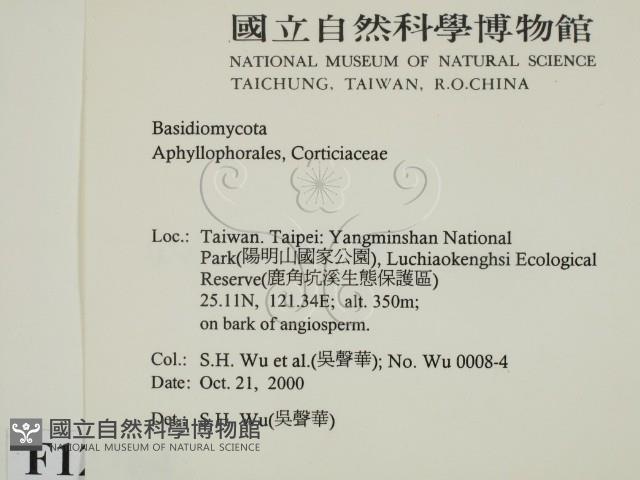 國立自然科學博物館
NATIONAL MUSEUM OF NATURAL SCIENCE
TAICHUNG, TAIWAN, R.O.CHINA
Basidiomycota
Aphyllophorales, Corticiaceae
Loc.: Taiwan. Taipei: Yangminshan National
Park(陽明山國家公園), Luchiaokenghsi Ecological
Reserve(鹿角坑溪生態保護區)
25.11N, 121.34E; alt. 350m;
on bark of angiosperm.
Col.: S.H. Wu et al.(吳聲華); No. Wu 0008-4
Date: Oct. 21, 2000
Det.: S.H. Wu(吳聲華)
國立自然科學博物館
NATIONAL MUSEUM OF NATURAL SCIENCE